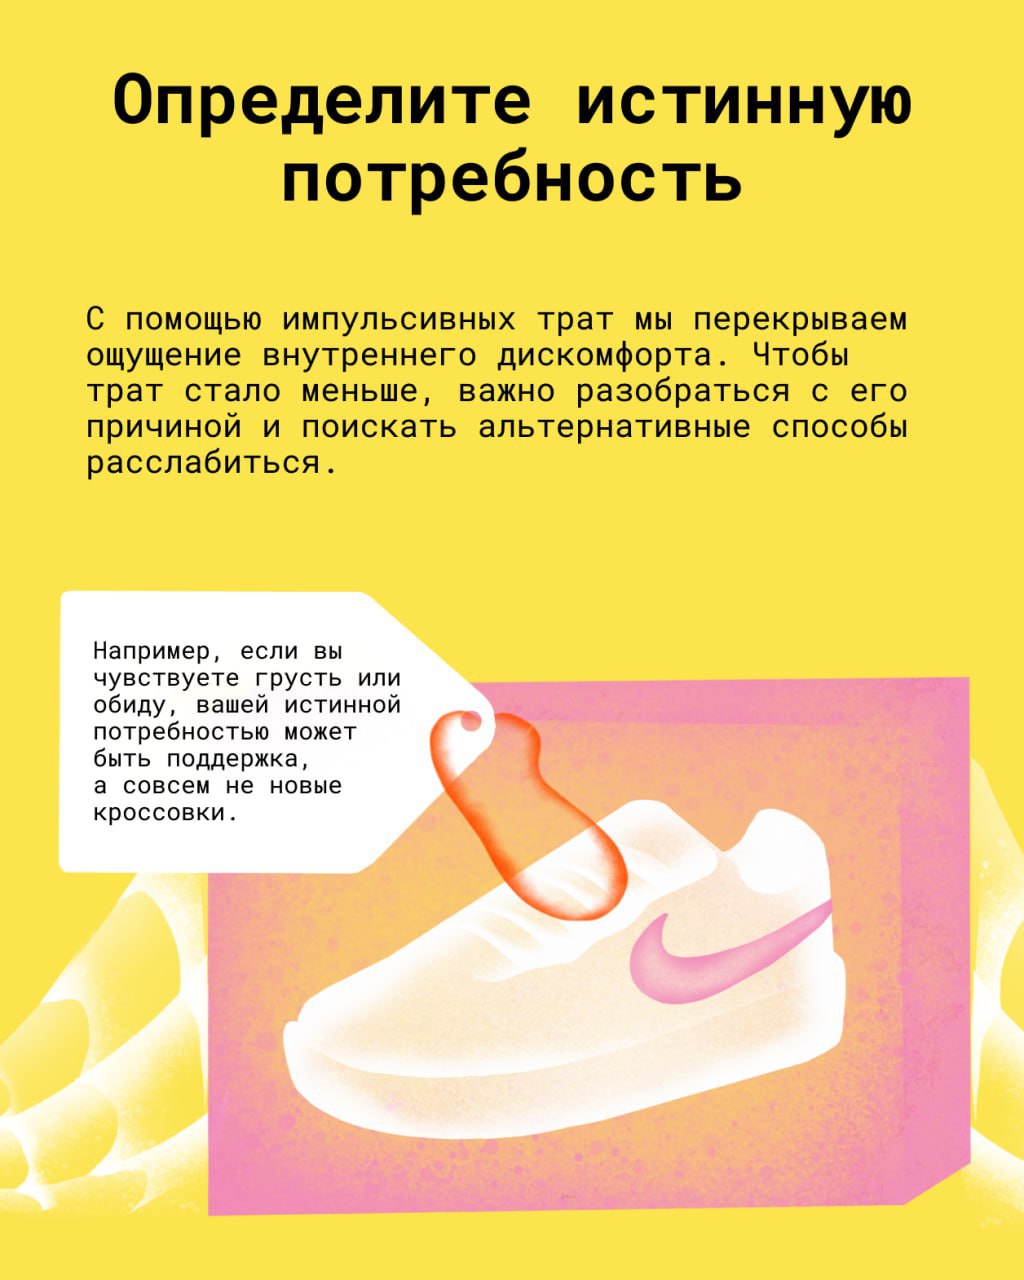 Определите истинную
потребность
С помощью импульсивных трат мы перекрываем
ощущение внутреннего дискомфорта. Чтобы
трат стало меньше, важно разобраться с его
причиной и поискать альтернативные способы
расслабиться.
Например, если вы
чувствуете грусть или
обиду, вашей истинной
потребностью может
быть поддержка,
а совсем не новые
кроссовки.